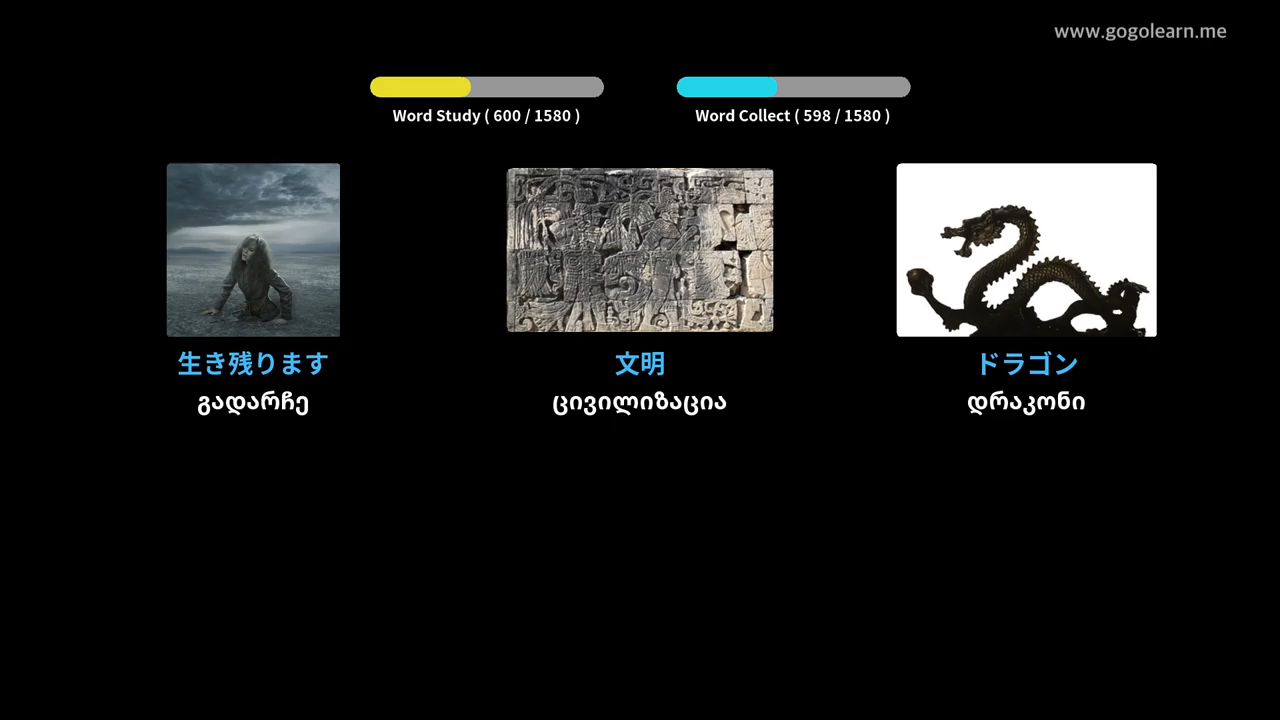 www.gogolearn.me
Word Study ( 600 / 1580 )
Word Collect ( 598 / 1580 )
生き残ります
გადარჩე
文明
ცივილიზაცია
ドラゴン
დრაკონი